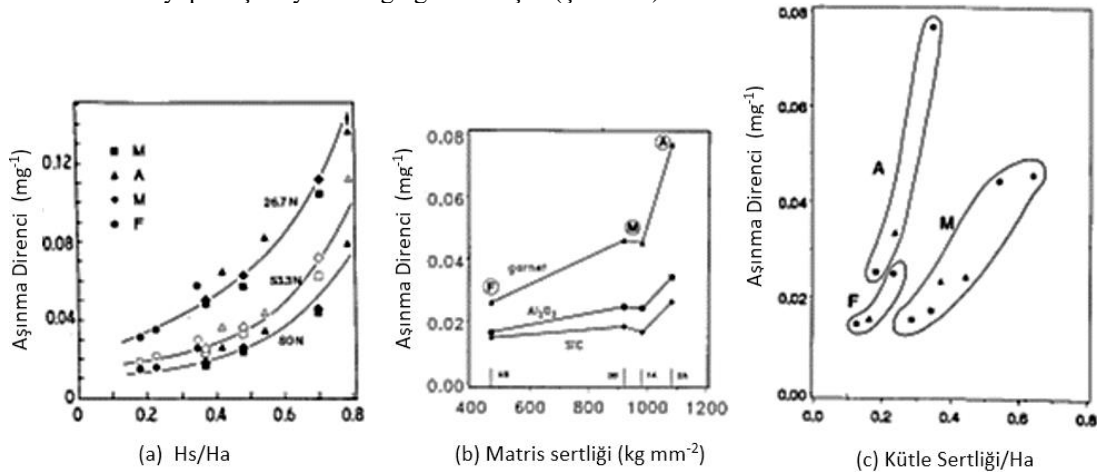 Aşınma Direnci (mg⁻¹)
0.12
0.08
0.04
0
M
A
M
F
26.7N
53.3N
80N
0
0.2
0.4
0.6
0.8
(a) Hs/Ha
Aşınma Direnci (mg⁻¹)
0.08
0.06
0.04
0.02
0.00
F
M
A
garnet
Al₂O₃
SiC
400
600
800
1000
1200
(b) Matris sertliği (kg mm⁻²)
Aşınma Direnci (mg⁻¹)
0.08
0.06
0.04
0.02
0.00
A
M
F
0.0
0.2
0.4
0.6
0.8
(c) Kütle Sertliği/Ha